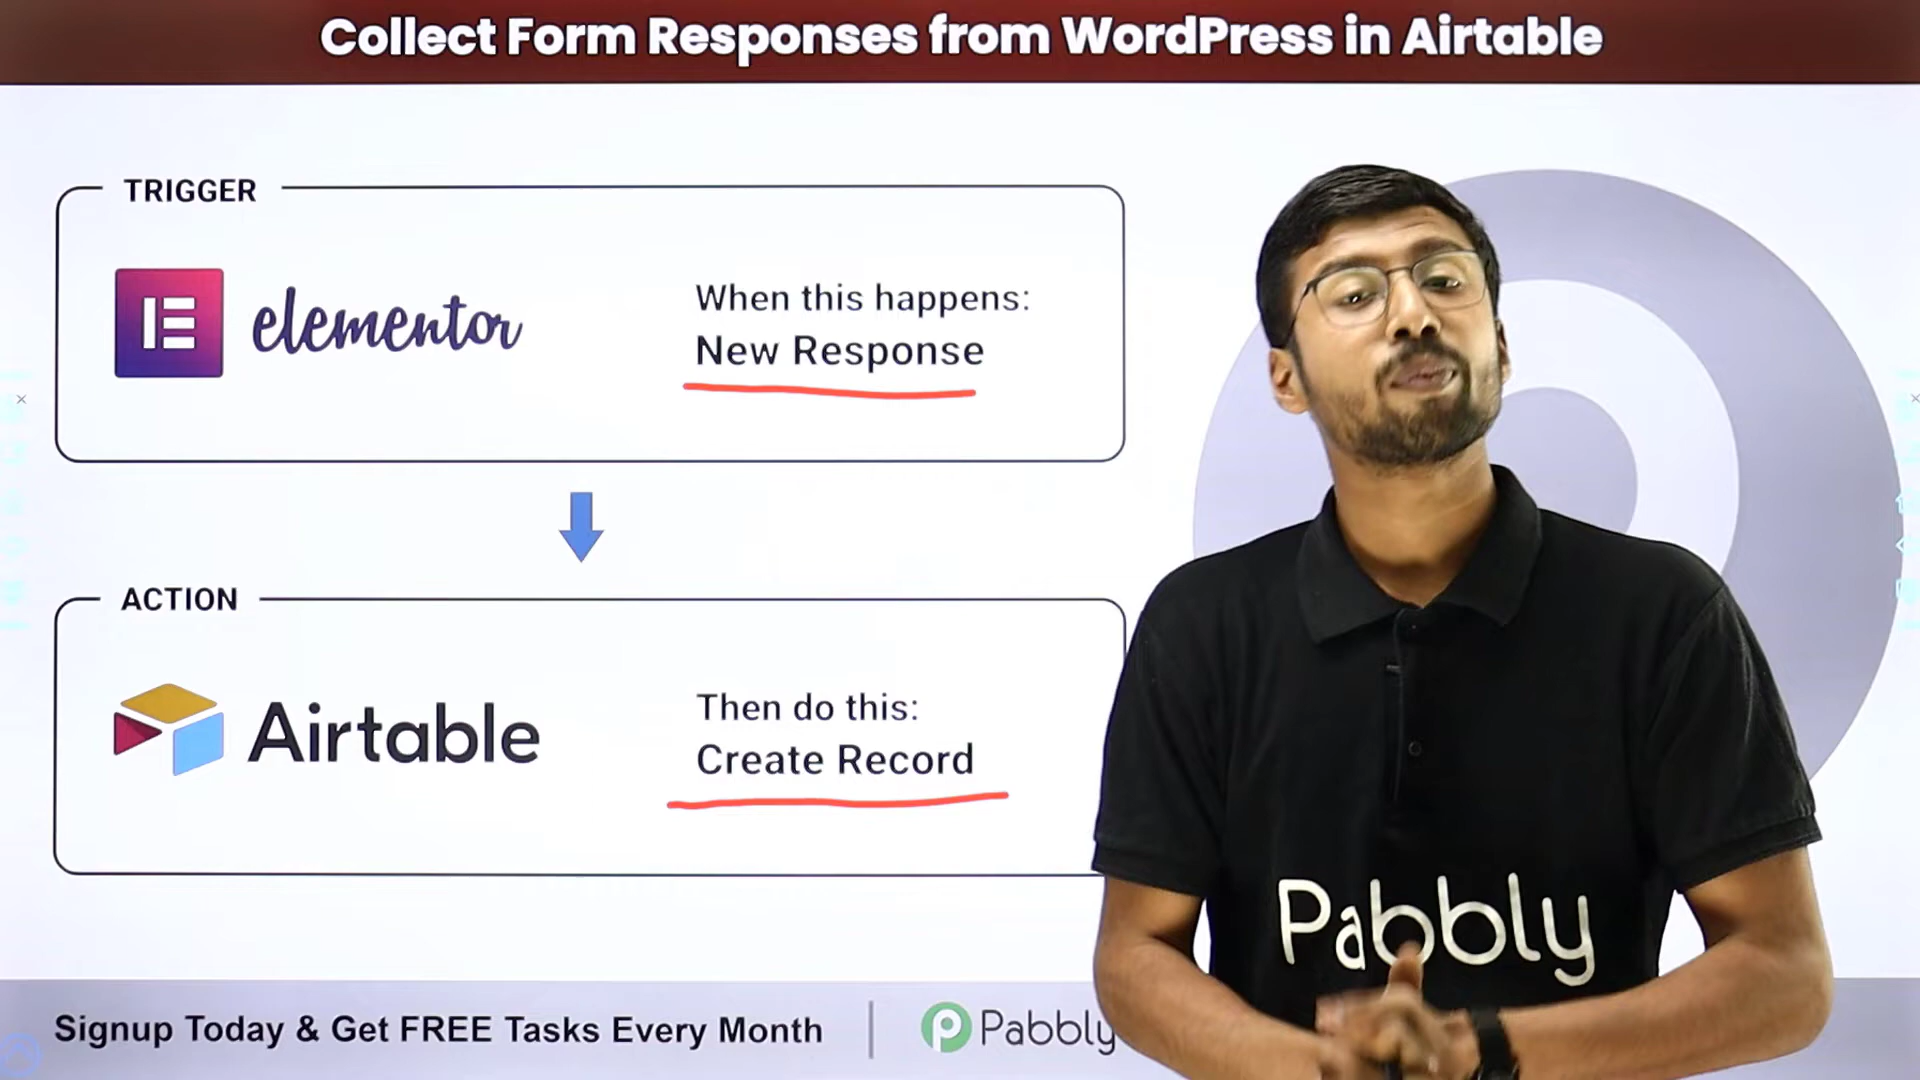 Collect Form Responses from WordPress in Airtable
TRIGGER
elementor
When this happens:
New Response
ACTION
Airtable
Then do this:
Create Record
Pabbly
Signup Today & Get FREE Tasks Every Month
Pabbly